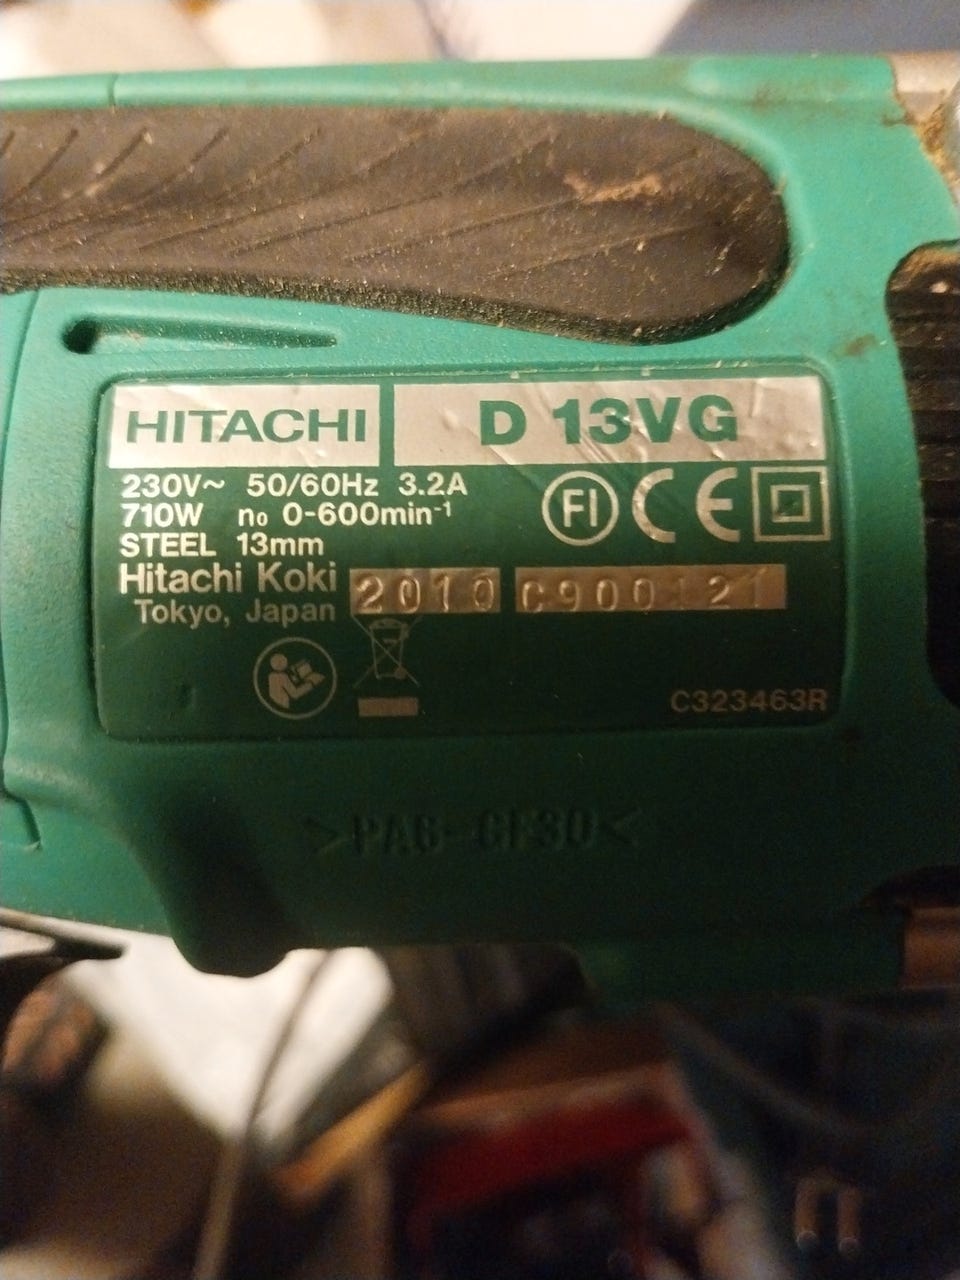 HITACHI D 13VG
230V~ 50/60Hz 3.2A
710W n₀ 0-600min⁻¹
STEEL 13mm
FI CE
Hitachi Koki 2010 C900121
Tokyo, Japan
C323463R
>PA6-GF30<